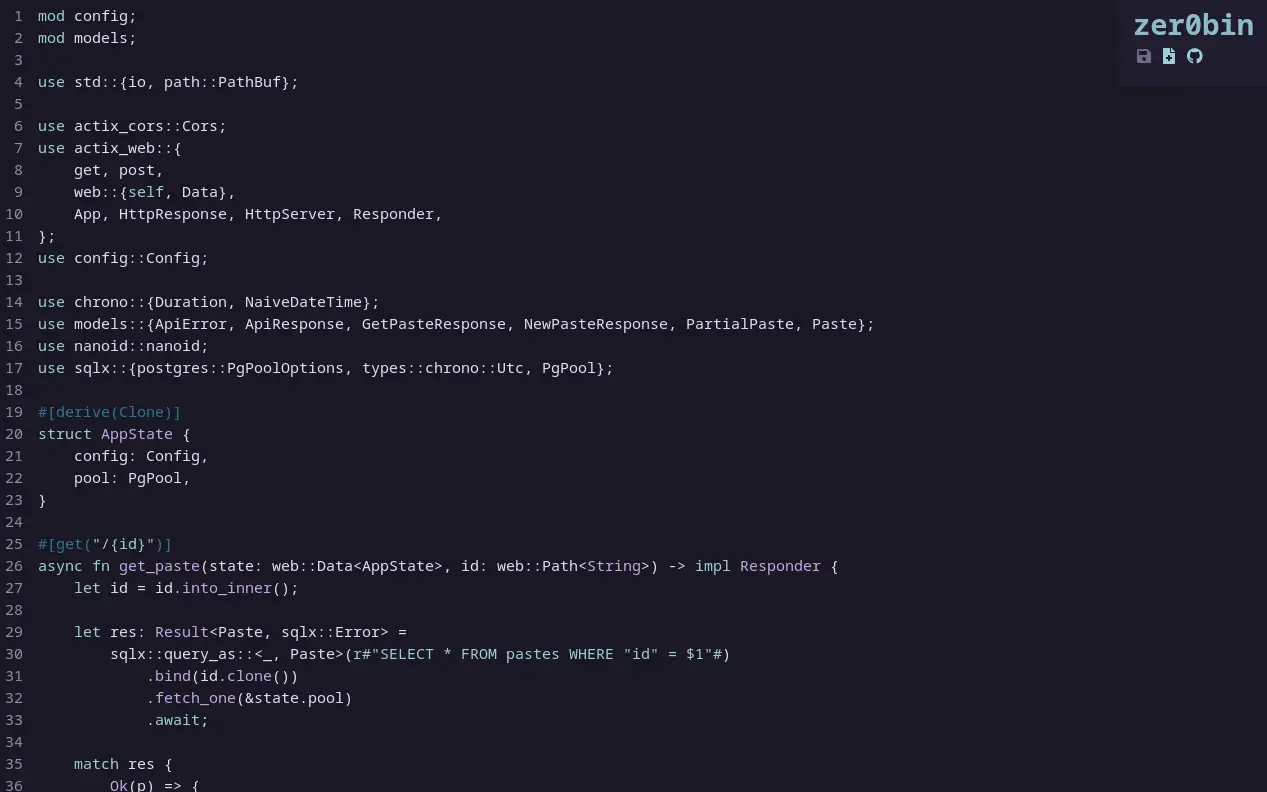 zer0bin
1 mod config;
2 mod models;
3
4 use std::{io, path::PathBuf};
5
6 use actix_cors::Cors;
7 use actix_web::{
8     get, post,
9     web::{self, Data},
10     App, HttpResponse, HttpServer, Responder,
11 };
12 use config::Config;
13
14 use chrono::{Duration, NaiveDateTime};
15 use models::{ApiError, ApiResponse, GetPasteResponse, NewPasteResponse, PartialPaste, Paste};
16 use nanoid::nanoid;
17 use sqlx::{postgres::PgPoolOptions, types::chrono::Utc, PgPool};
18
19 #[derive(Clone)]
20 struct AppState {
21     config: Config,
22     pool: PgPool,
23 }
24
25 #[get("/{id}")]
26 async fn get_paste(state: web::Data<AppState>, id: web::Path<String>) -> impl Responder {
27     let id = id.into_inner();
28
29     let res: Result<Paste, sqlx::Error> =
30         sqlx::query_as::<_, Paste>(r#"SELECT * FROM pastes WHERE "id" = $1"#)
31             .bind(id.clone())
32             .fetch_one(&state.pool)
33             .await;
34
35     match res {
36         Ok(p) => {